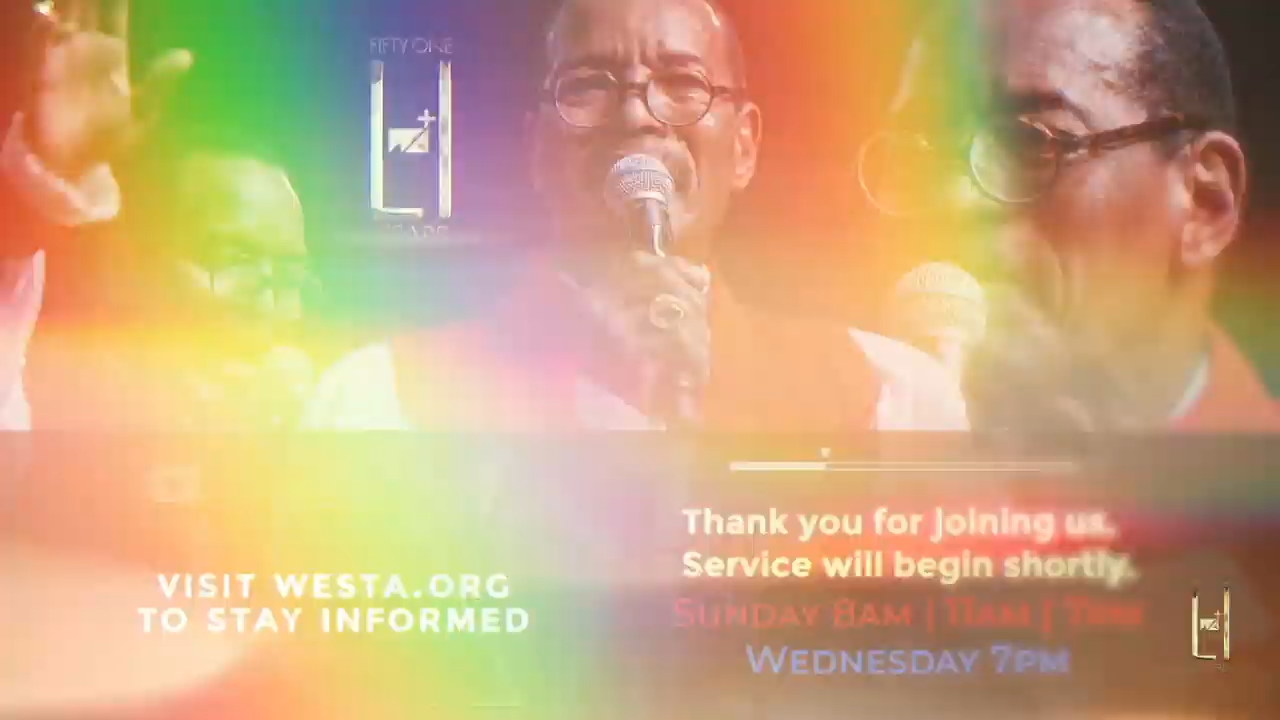 FIFTY ONE
VISIT WESTA.ORG
TO STAY INFORMED
Thank you for joining us.
Service will begin shortly.
SUNDAY 8AM | 11AM | 7PM
WEDNESDAY 7PM